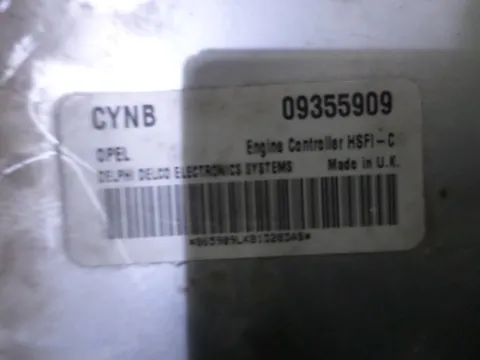 CYNB 09355909
OPEL Engine Controller HSFI-C
DELPHI DELCO ELECTRONICS SYSTEMS Made in U.K.